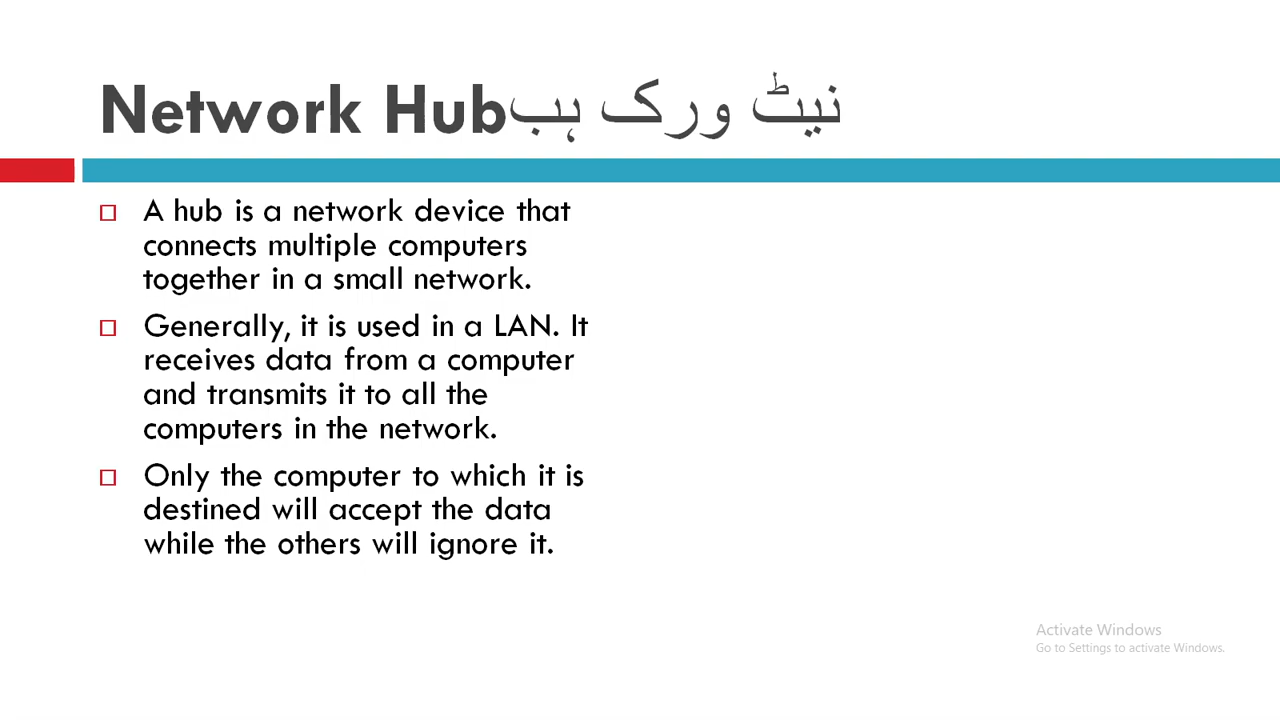 Network Hub نیٹ ورک ہب
A hub is a network device that
connects multiple computers
together in a small network.
Generally, it is used in a LAN. It
receives data from a computer
and transmits it to all the
computers in the network.
Only the computer to which it is
destined will accept the data
while the others will ignore it.
Activate Windows
Go to Settings to activate Windows.